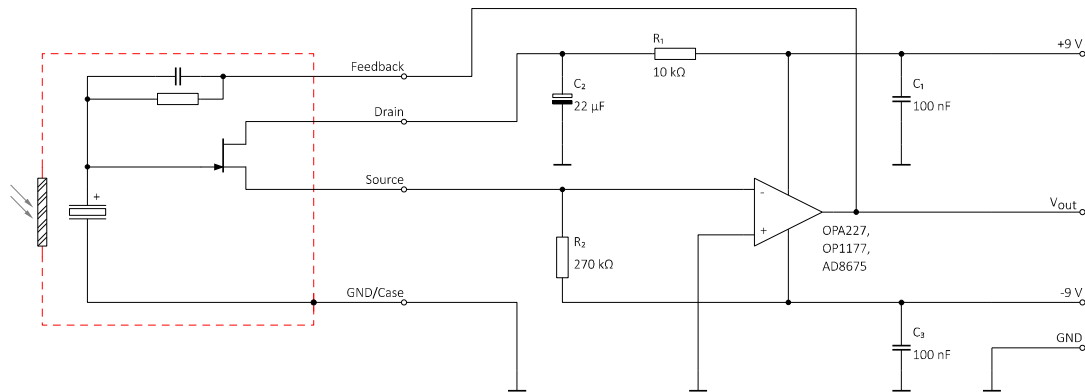 Feedback
Drain
Source
GND/Case
+
R₁
10 kΩ
C₂
22 µF
+9 V
C₁
100 nF
-
+
Vout
OPA227,
OP1177,
AD8675
R₂
270 kΩ
-9 V
C₃
100 nF
GND